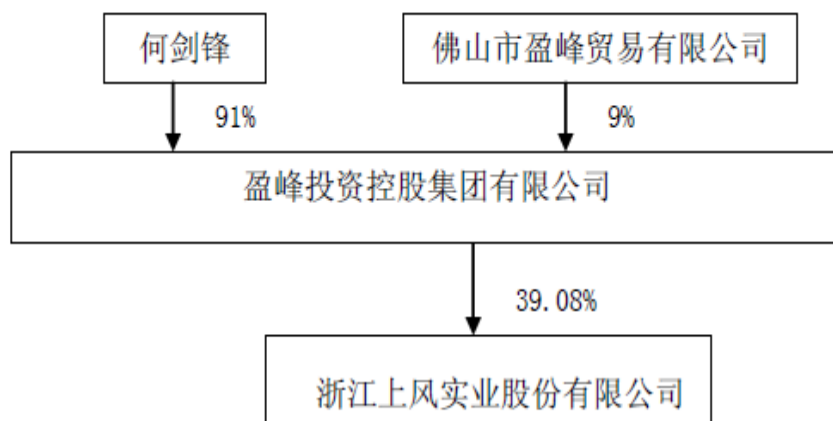 何剑锋
佛山市盈峰贸易有限公司
91%
9%
盈峰投资控股集团有限公司
39.08%
浙江上风实业股份有限公司